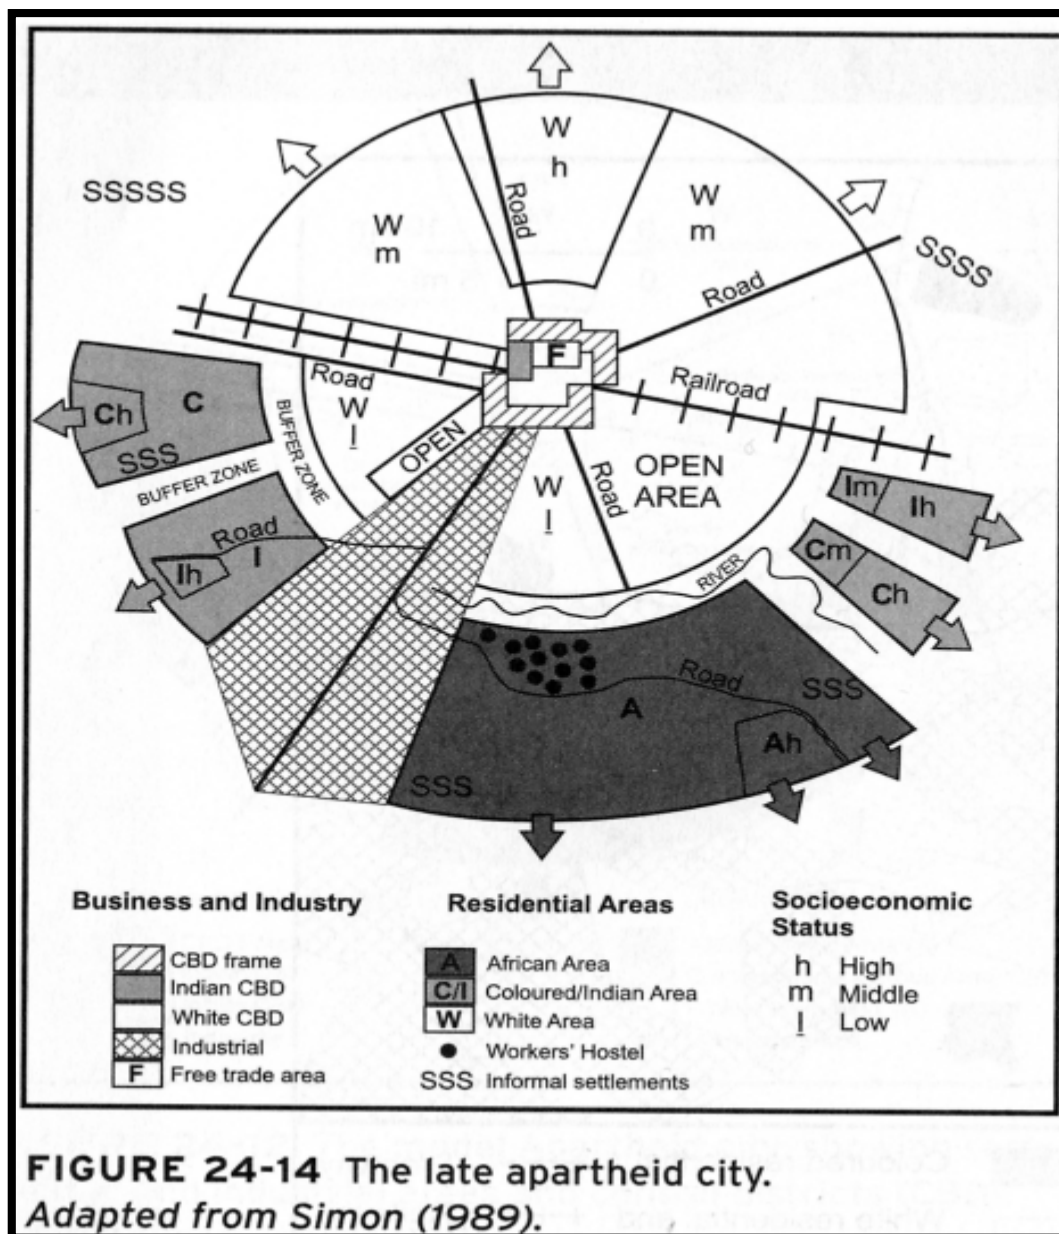 W
h
SSSSS
W
m
Road
W
m
SSSS
Road
F
Road
Railroad
Ch
C
W
l
OPEN
SSS
BUFFER ZONE
BUFFER ZONE
OPEN
AREA
W
l
Road
Im
Ih
Road
I
Ih
Cm
Ch
RIVER
Road
SSS
A
Ah
SSS
Business and Industry
CBD frame
Indian CBD
White CBD
Industrial
F Free trade area
Residential Areas
A African Area
C/I Coloured/Indian Area
W White Area
Workers' Hostel
SSS Informal settlements
Socioeconomic
Status
h High
m Middle
l Low
FIGURE 24-14 The late apartheid city.
Adapted from Simon (1989).